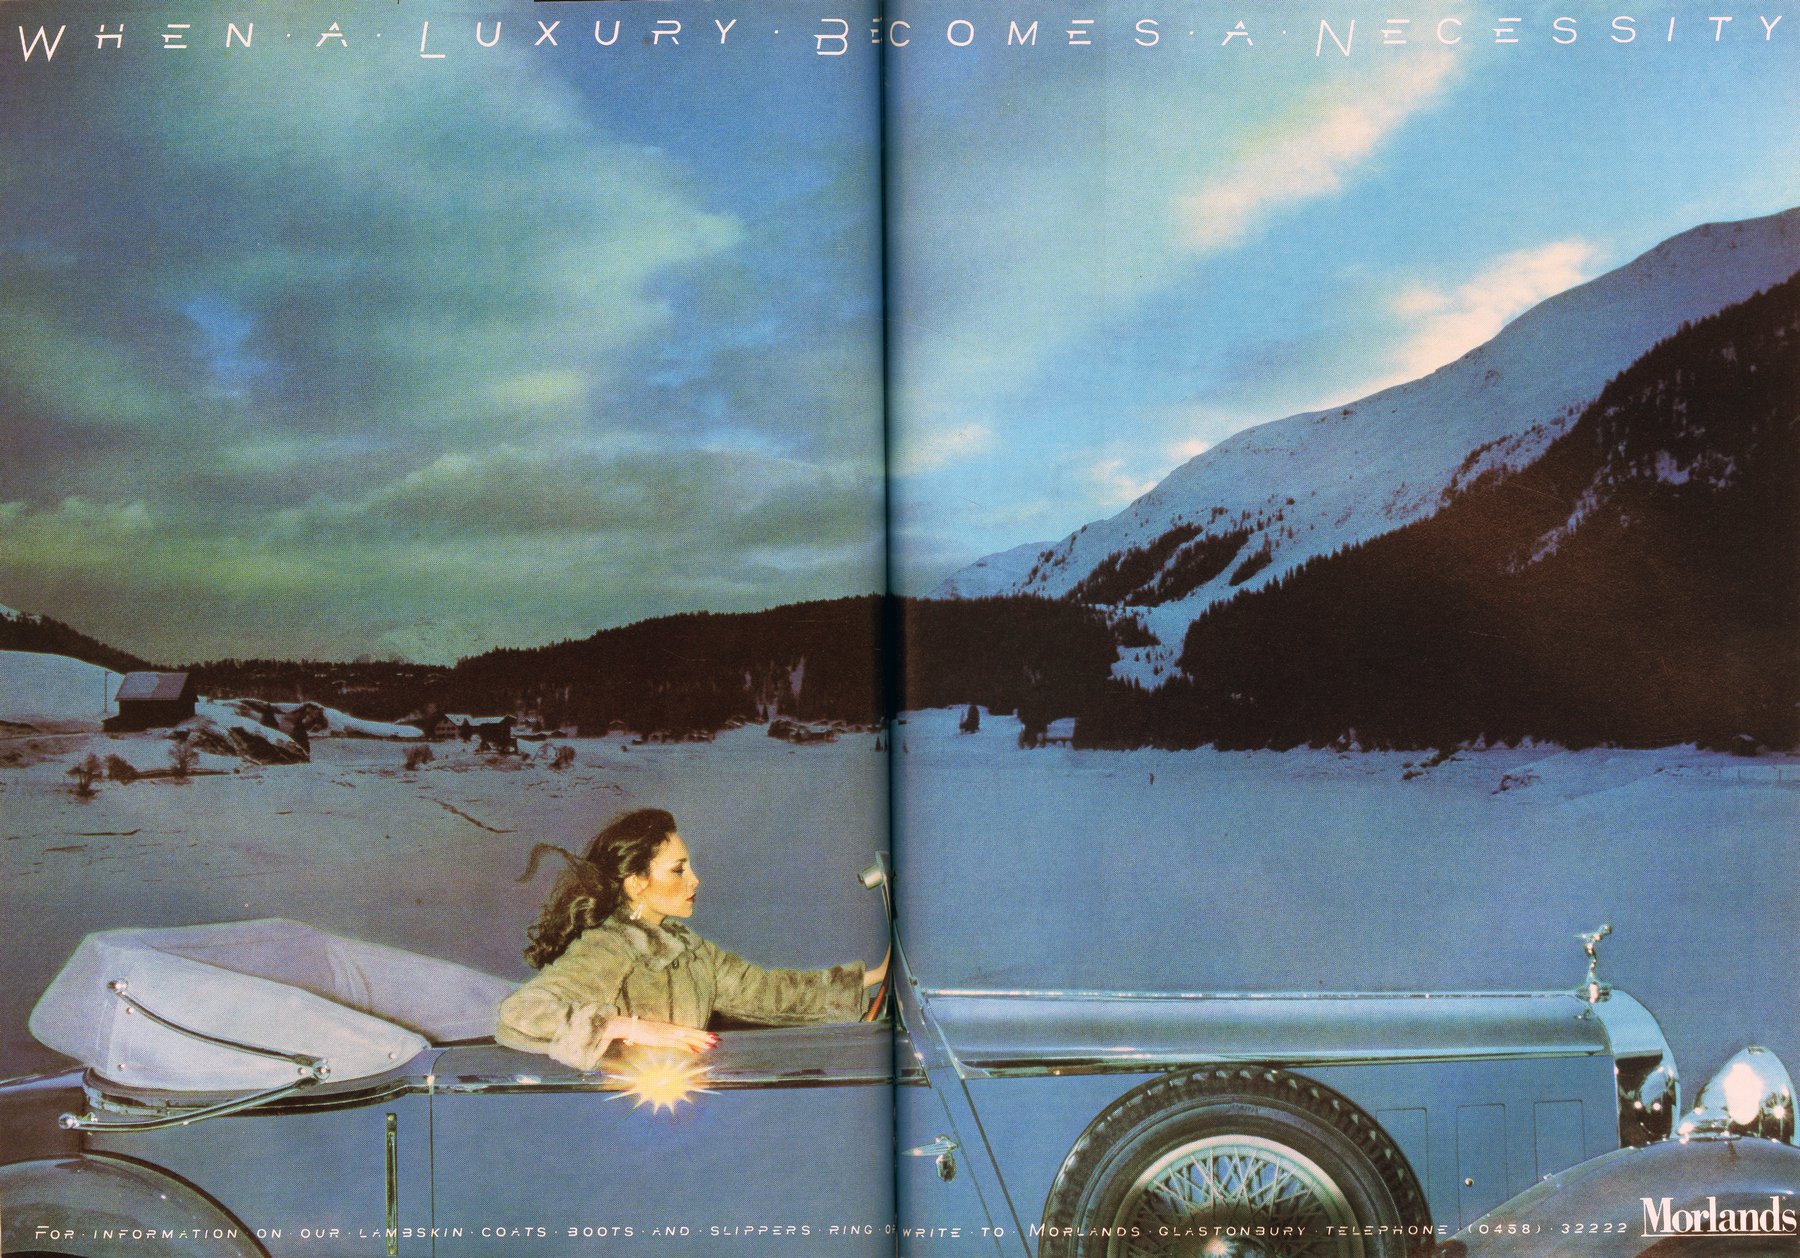 WHEN·A·LUXURY·BECOMES·A·NECESSITY
FOR·INFORMATION·ON·OUR·LAMBSKIN·COATS·BOOTS·AND·SLIPPERS·RING·OR·WRITE·TO·MORLANDS·GLASTONBURY·TELEPHONE·(0458)·32222
Morlands